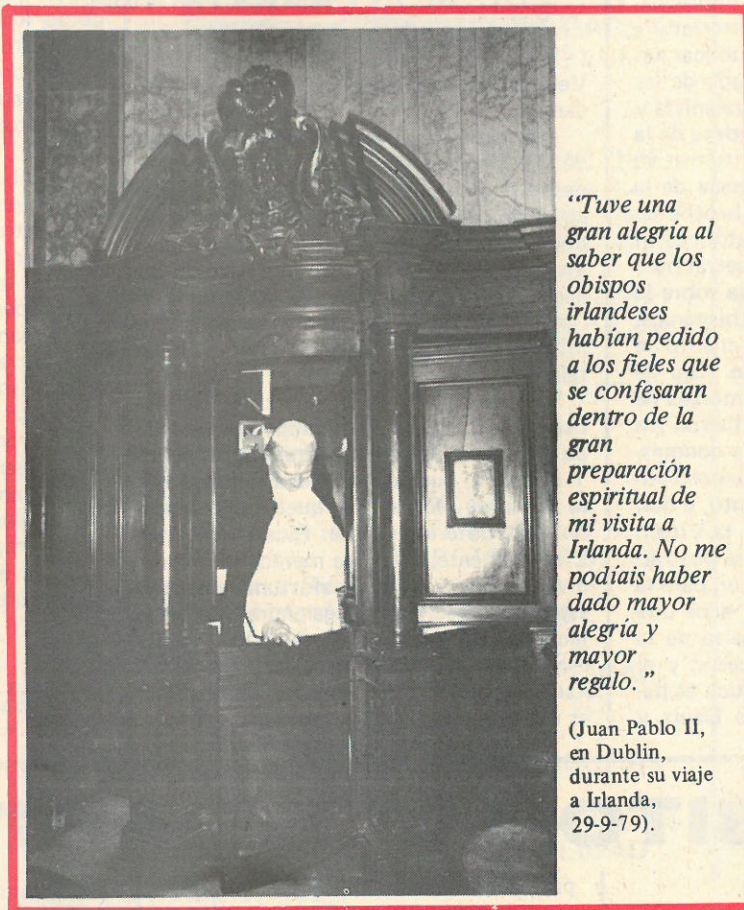 “Tuve una
gran alegría al
saber que los
obispos
irlandeses
habían pedido
a los fieles que
se confesaran
dentro de la
gran
preparación
espiritual de
mi visita a
Irlanda. No me
podíais haber
dado mayor
alegría y
mayor
regalo.”
(Juan Pablo II,
en Dublin,
durante su viaje
a Irlanda,
29-9-79).